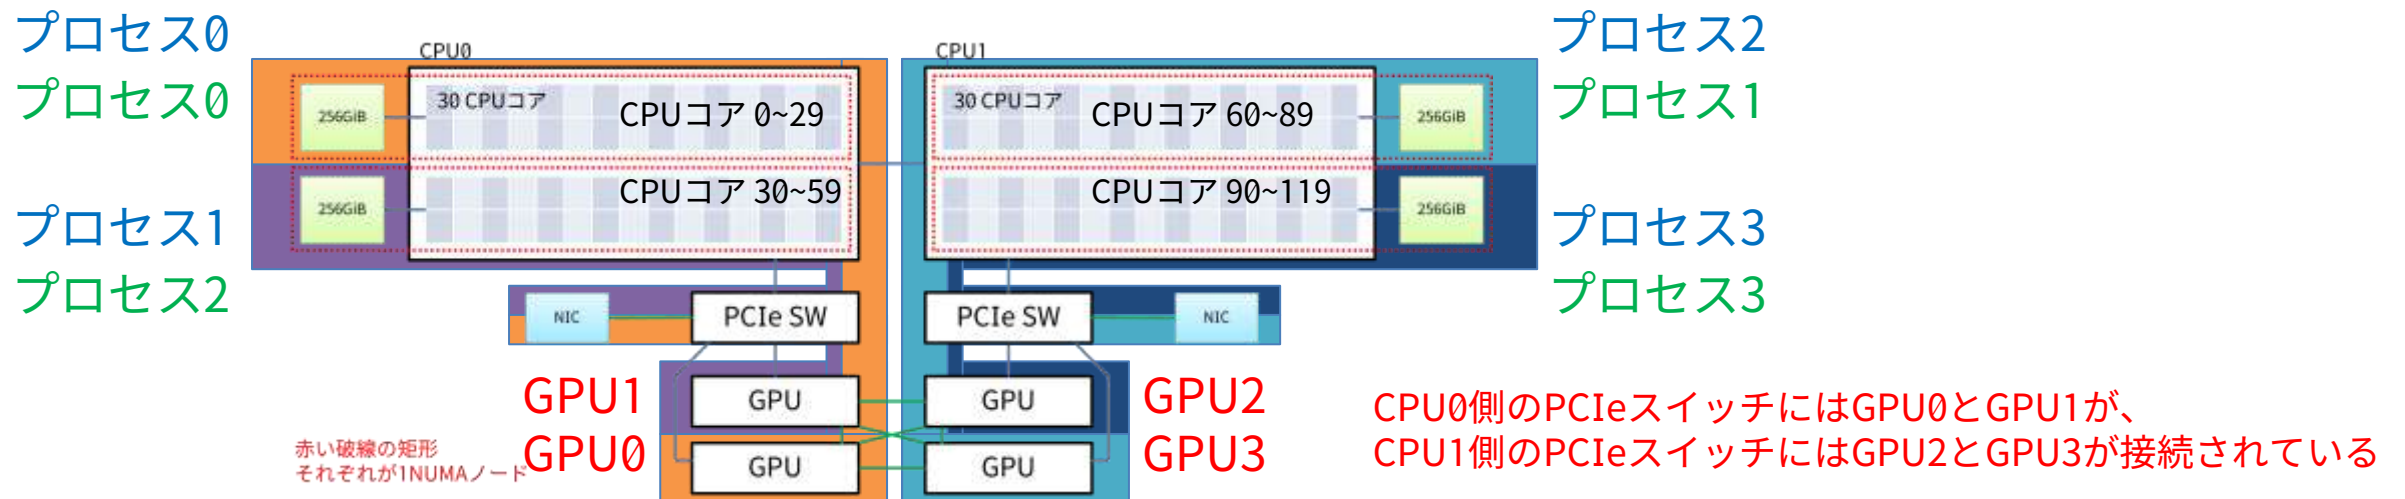 プロセス0
プロセス0
プロセス1
プロセス2
CPU0
256GiB
30 CPUコア
CPUコア 0~29
256GiB
CPUコア 30~59
NIC
PCIe SW
GPU1
GPU
GPU0
GPU
赤い破線の矩形
それぞれが1NUMAノード
CPU1
30 CPUコア
CPUコア 60~89
256GiB
CPUコア 90~119
256GiB
PCIe SW
NIC
GPU
GPU2
GPU
GPU3
プロセス2
プロセス1
プロセス3
プロセス3
CPU0側のPCIeスイッチにはGPU0とGPU1が、
CPU1側のPCIeスイッチにはGPU2とGPU3が接続されている